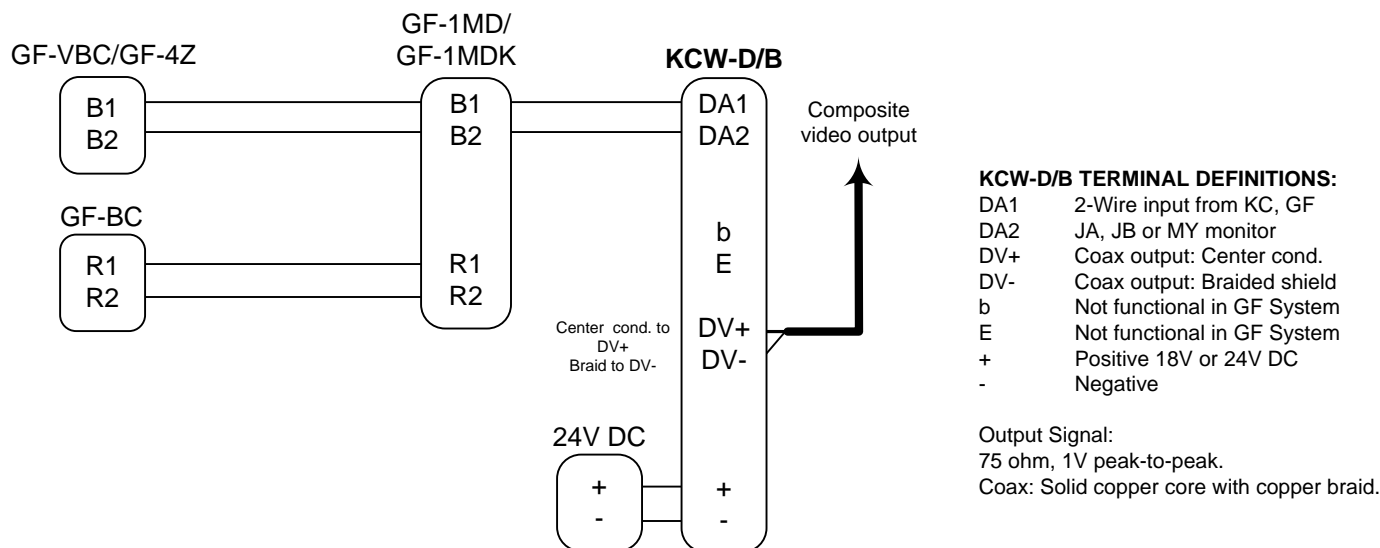 GF-VBC/GF-4Z
B1
B2
GF-BC
R1
R2
GF-1MD/
GF-1MDK
B1
B2
R1
R2
KCW-D/B
DA1
DA2
b
E
DV+
DV-
+
-
Center cond. to
DV+
Braid to DV-
24V DC
+
-
Composite
video output
KCW-D/B TERMINAL DEFINITIONS:
DA1 2-Wire input from KC, GF
DA2 JA, JB or MY monitor
DV+ Coax output: Center cond.
DV- Coax output: Braided shield
b Not functional in GF System
E Not functional in GF System
+ Positive 18V or 24V DC
- Negative
Output Signal:
75 ohm, 1V peak-to-peak.
Coax: Solid copper core with copper braid.